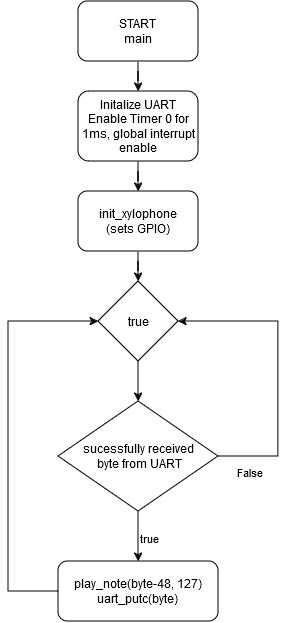 START
main
Initalize UART
Enable Timer 0 for
1ms, global interrupt
enable
init_xylophone
(sets GPIO)
true
sucessfully received
byte from UART
False
true
play_note(byte-48, 127)
uart_putc(byte)